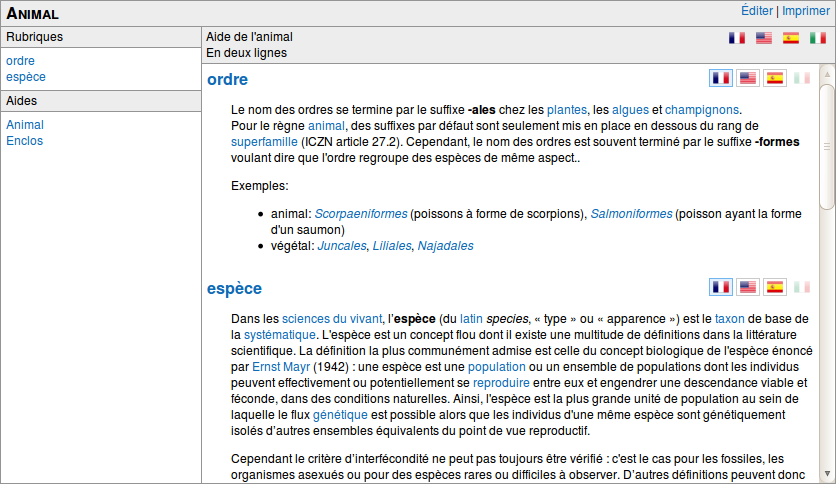 ANIMAL
Éditer | Imprimer
Rubriques
ordre
espèce
Aides
Animal
Enclos
Aide de l'animal
En deux lignes
ordre
Le nom des ordres se termine par le suffixe -ales chez les plantes, les algues et champignons.
Pour le règne animal, des suffixes par défaut sont seulement mis en place en dessous du rang de
superfamille (ICZN article 27.2). Cependant, le nom des ordres est souvent terminé par le suffixe -formes
voulant dire que l'ordre regroupe des espèces de même aspect..
Exemples:
• animal: Scorpaeniformes (poissons à forme de scorpions), Salmoniformes (poisson ayant la forme
d'un saumon)
• végétal: Juncales, Liliales, Najadales
espèce
Dans les sciences du vivant, l’espèce (du latin species, « type » ou « apparence ») est le taxon de base de
la systématique. L'espèce est un concept flou dont il existe une multitude de définitions dans la littérature
scientifique. La définition la plus communément admise est celle du concept biologique de l'espèce énoncé
par Ernst Mayr (1942) : une espèce est une population ou un ensemble de populations dont les individus
peuvent effectivement ou potentiellement se reproduire entre eux et engendrer une descendance viable et
féconde, dans des conditions naturelles. Ainsi, l'espèce est la plus grande unité de population au sein de
laquelle le flux génétique est possible alors que les individus d'une même espèce sont génétiquement
isolés d’autres ensembles équivalents du point de vue reproductif.
Cependant le critère d’interfécondité ne peut pas toujours être vérifié : c'est le cas pour les fossiles, les
organismes asexués ou pour des espèces rares ou difficiles à observer. D’autres définitions peuvent donc